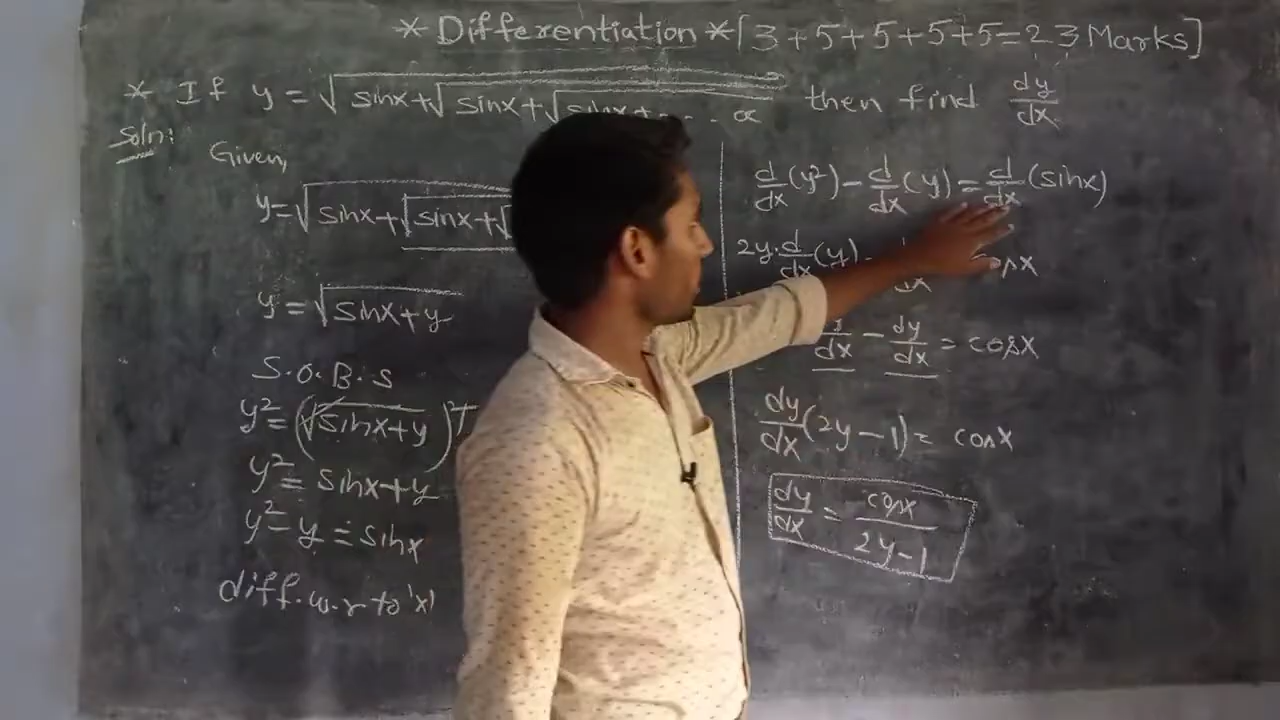 * Differentiation * [3+5+5+5+5=23 Marks]
* If y = √sinx+√sinx+√sinx+... ∝ then find dy/dx
Soln:
Given,
y=√sinx+√sinx+√
y=√sinx+y
S.O.B.S
y²=(√sinx+y)²
y²= sinx+y
y²-y = sinx
diff.w.r.to 'x'
d/dx(y²)-d/dx(y)=d/dx(sinx)
2y.d/dx(y)-
dx
cosx
dx - dy/dx = cosx
dy/dx(2y-1)= cosx
dy/dx = cosx/2y-1